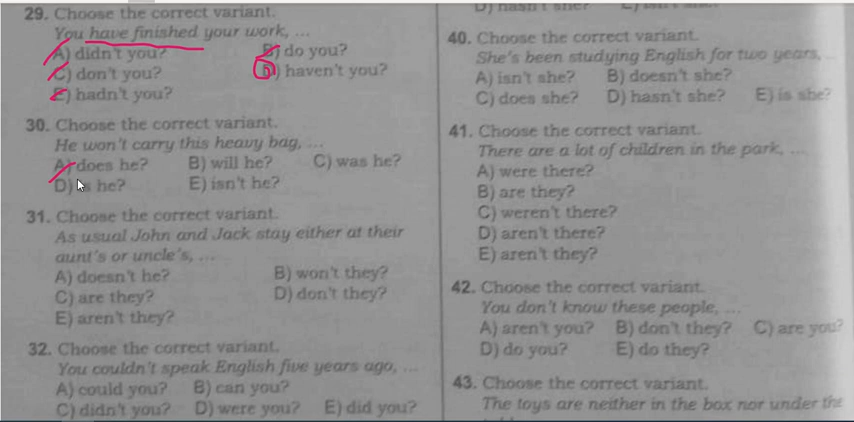 29. Choose the correct variant.
You have finished your work, ...
A) didn't you? B) do you?
C) don't you? D) haven't you?
E) hadn't you?
30. Choose the correct variant.
He won't carry this heavy bag, ...
A) does he? B) will he? C) was he?
D) is he? E) isn't he?
31. Choose the correct variant.
As usual John and Jack stay either at their
aunt's or uncle's, ...
A) doesn't he? B) won't they?
C) are they? D) don't they?
E) aren't they?
32. Choose the correct variant.
You couldn't speak English five years ago, ...
A) could you? B) can you?
C) didn't you? D) were you? E) did you?
D) hasn't she?
40. Choose the correct variant.
She's been studying English for two years, ..
A) isn't she? B) doesn't she?
C) does she? D) hasn't she? E) is she?
41. Choose the correct variant.
There are a lot of children in the park, ...
A) were there?
B) are they?
C) weren't there?
D) aren't there?
E) aren't they?
42. Choose the correct variant.
You don't know these people, ...
A) aren't you? B) don't they? C) are you?
D) do you? E) do they?
43. Choose the correct variant.
The toys are neither in the box nor under the